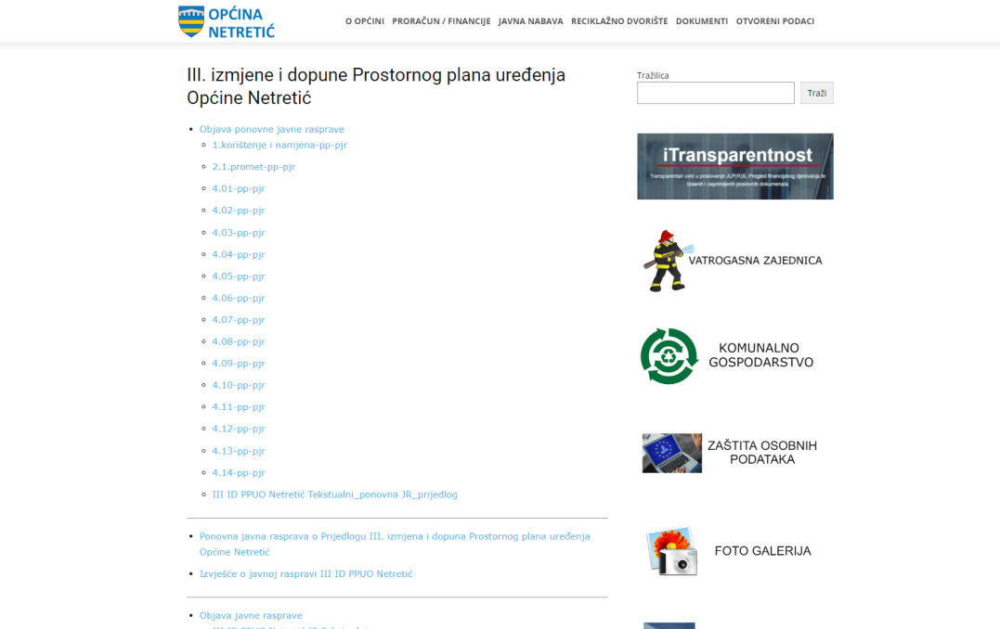 OPĆINA
NETRETIĆ
O OPĆINI PRORAČUN / FINANCIJE JAVNA NABAVA RECIKLAŽNO DVORIŠTE DOKUMENTI OTVORENI PODACI
III. izmjene i dopune Prostornog plana uređenja
Općine Netretić
Objava ponovne javne rasprave
1.korištenje i namjena-pp-pjr
2.1.promet-pp-pjr
4.01-pp-pjr
4.02-pp-pjr
4.03-pp-pjr
4.04-pp-pjr
4.05-pp-pjr
4.06-pp-pjr
4.07-pp-pjr
4.08-pp-pjr
4.09-pp-pjr
4.10-pp-pjr
4.11-pp-pjr
4.12-pp-pjr
4.13-pp-pjr
4.14-pp-pjr
III ID PPUO Netretić Tekstualni_ponovna JR_prijedlog
Ponovna javna rasprava o Prijedlogu III. izmjena i dopuna Prostornog plana uređenja
Općine Netretić
Izvješće o javnoj raspravi III ID PPUO Netretić
Objava javne rasprave
Tražilica
Traži
iTransparentnost
Transparentan uvid u poslovanje JLP(R)S. Pregled financijskog djelovanja te
izdanih i zaprimljenih poslovnih dokumenata
VATROGASNA ZAJEDNICA
KOMUNALNO
GOSPODARSTVO
ZAŠTITA OSOBNIH
PODATAKA
FOTO GALERIJA